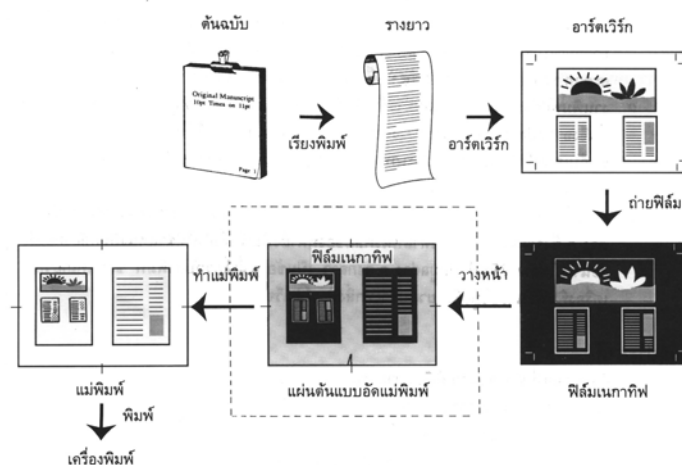 ต้นฉบับ
รางยาว
อาร์ตเวิร์ก
Original Manuscript
10pt Times on 11pt
Page 1
เรียงพิมพ์
อาร์ตเวิร์ก
ถ่ายฟิล์ม
ฟิล์มเนกาทิฟ
ทำแม่พิมพ์
วางหน้า
แม่พิมพ์
แผ่นต้นแบบอัดแม่พิมพ์
ฟิล์มเนกาทิฟ
พิมพ์
เครื่องพิมพ์